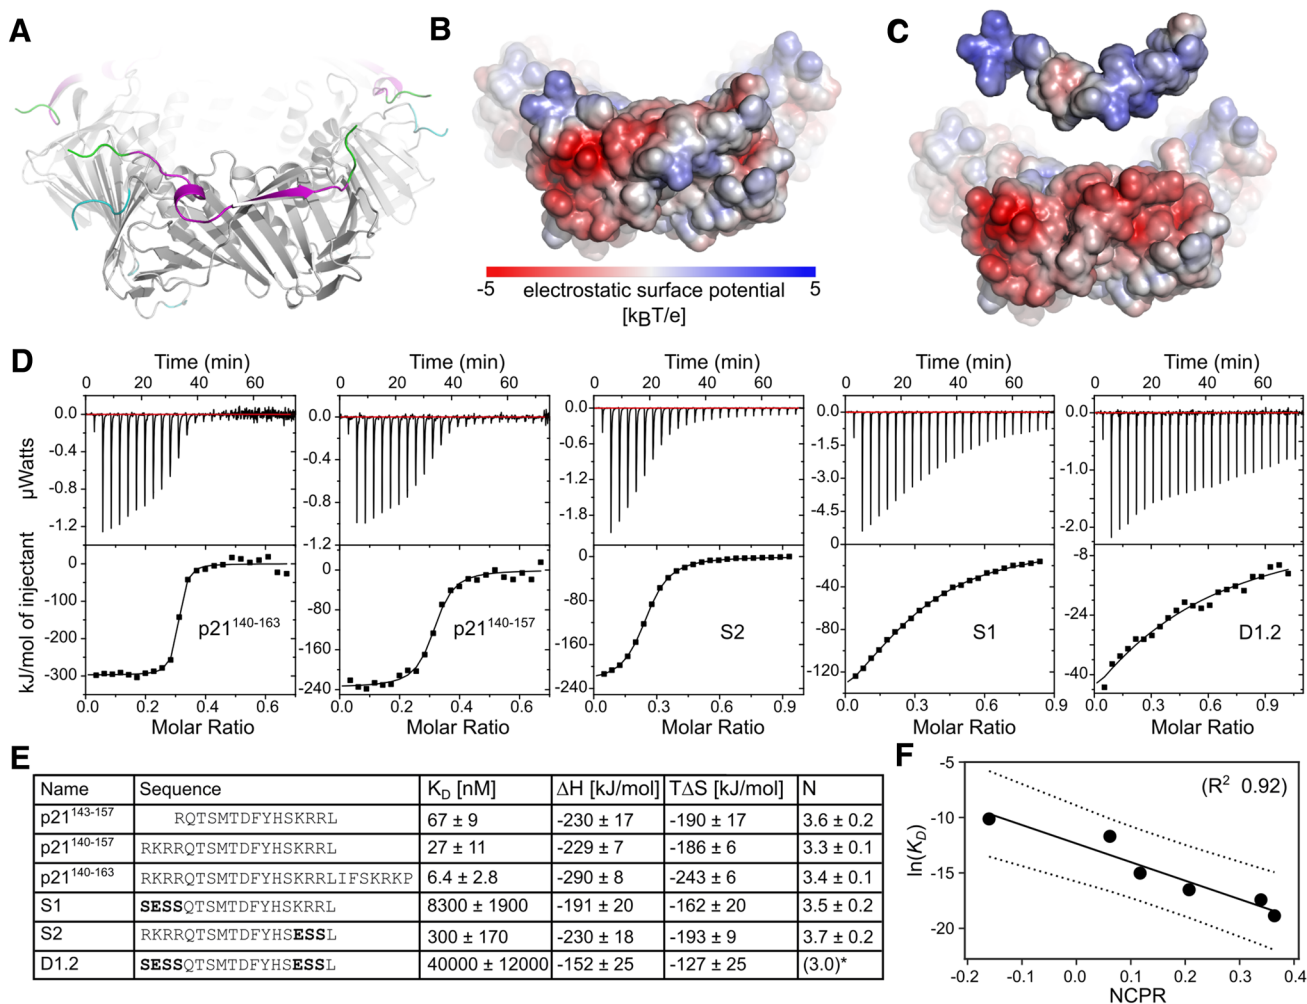 A
B
C
-5 electrostatic surface potential 5
[kBT/e]
D
Time (min) Time (min) Time (min) Time (min) Time (min)
0 20 40 60 0 20 40 60 0 20 40 60 0 20 40 60 0 20 40 60
µWatts
0.0
-0.4
-0.8
-1.2
0.0
-0.4
-0.8
-1.2
0.0
-0.6
-1.2
-1.8
0.0
-1.5
-3.0
-4.5
0.0
-1.0
-2.0
kJ/mol of injectant
0
-100
-200
-300
p21140-163
0
-80
-160
-240
p21140-157
0
-80
-160
-240
S2
0
-40
-80
-120
S1
-8
-24
-40
D1.2
0.0 0.2 0.4 0.6 0.0 0.2 0.4 0.6 0.0 0.3 0.6 0.9 0.0 0.3 0.6 0.9 0.0 0.3 0.6 0.9
Molar Ratio Molar Ratio Molar Ratio Molar Ratio Molar Ratio
E
Name Sequence KD [nM] ΔH [kJ/mol] TΔS [kJ/mol] N
p21143-157 RQTSMTDFYHSKRRL 67 ± 9 -230 ± 17 -190 ± 17 3.6 ± 0.2
p21140-157 RKRRQTSMTDFYHSKRRL 27 ± 11 -229 ± 7 -186 ± 6 3.3 ± 0.1
p21140-163 RKRRQTSMTDFYHSKRRLIFSKRKP 6.4 ± 2.8 -290 ± 8 -243 ± 6 3.4 ± 0.1
S1 SESSQTSMTDFYHSKRRL 8300 ± 1900 -191 ± 20 -162 ± 20 3.5 ± 0.2
S2 RKRRQTSMTDFYHSESSL 300 ± 170 -230 ± 18 -193 ± 9 3.7 ± 0.2
D1.2 SESSQTSMTDFYHSESSL 40000 ± 12000 -152 ± 25 -127 ± 25 (3.0)*
F
(R2 0.92)
ln(KD)
-5
-10
-15
-20
-0.2 -0.1 0.0 0.1 0.2 0.3 0.4
NCPR